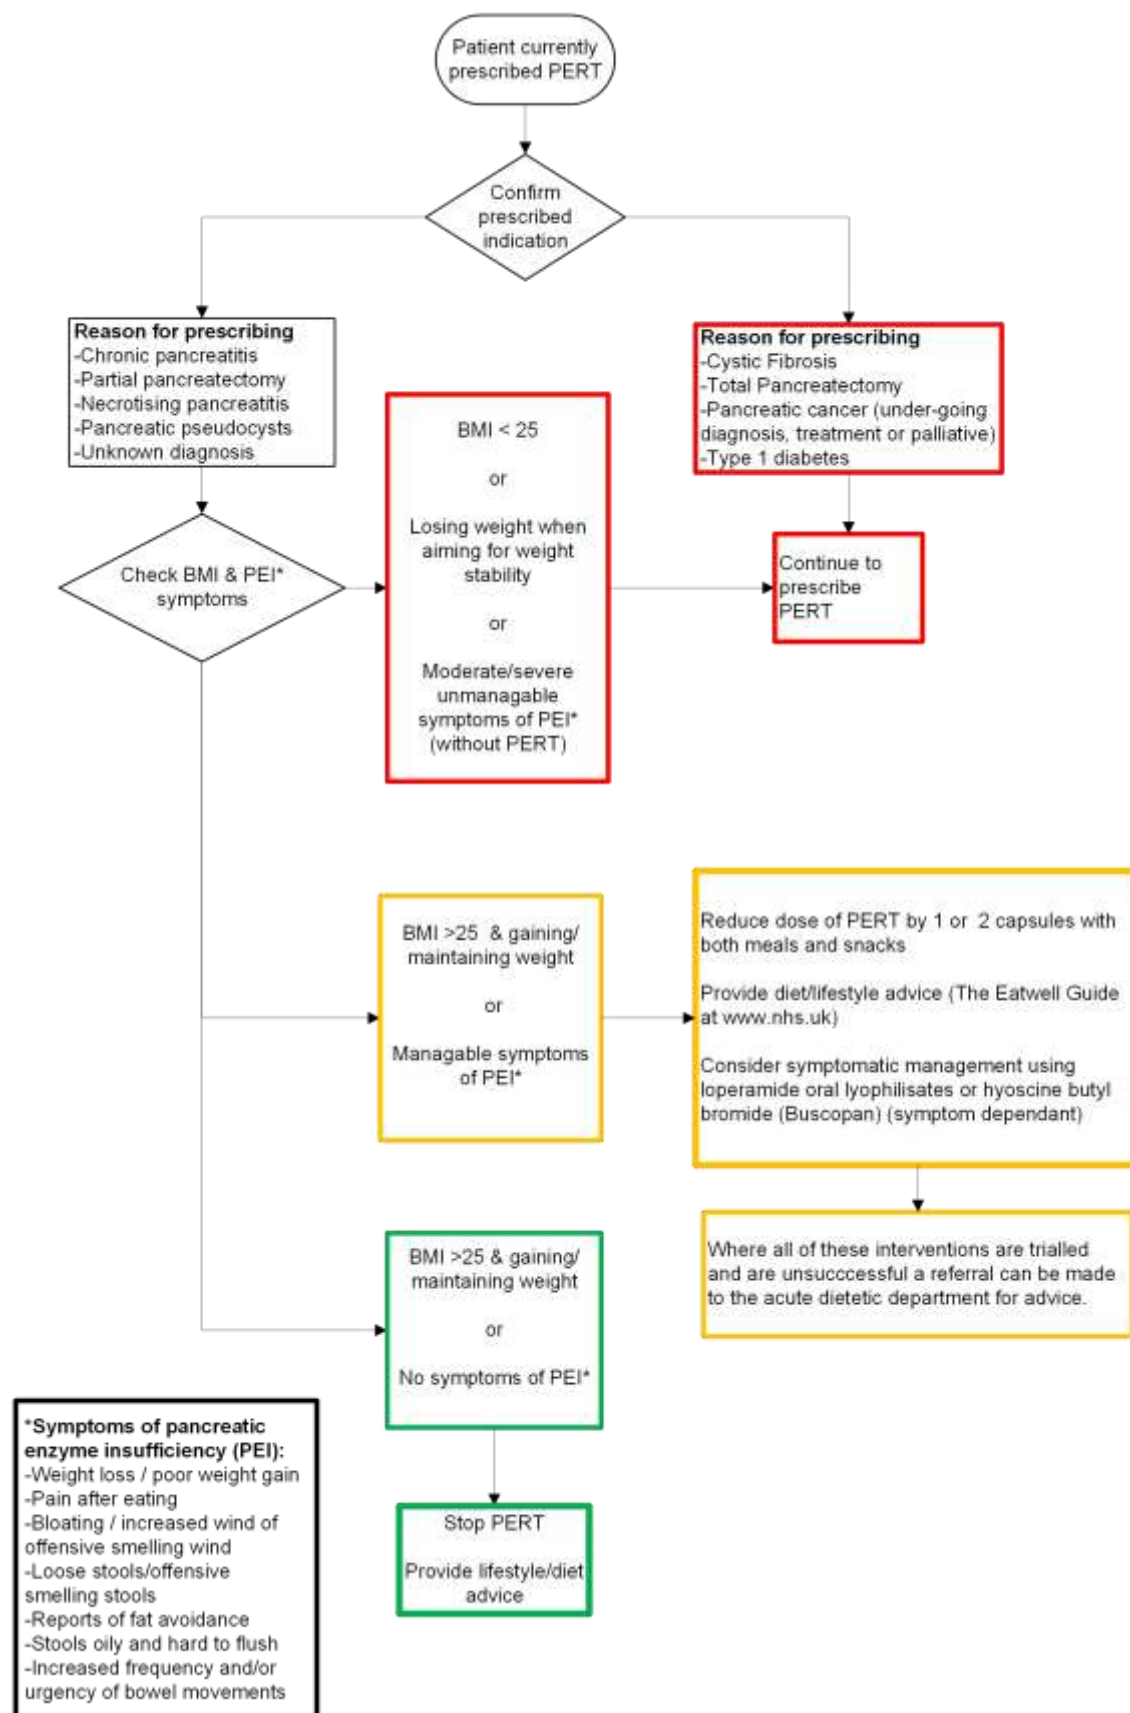 Patient currently
prescribed PERT
Confirm
prescribed
indication
Reason for prescribing
-Chronic pancreatitis
-Partial pancreatectomy
-Necrotising pancreatitis
-Pancreatic pseudocysts
-Unknown diagnosis
Reason for prescribing
-Cystic Fibrosis
-Total Pancreatectomy
-Pancreatic cancer (under-going
diagnosis, treatment or palliative)
-Type 1 diabetes
Check BMI & PEI*
symptoms
BMI < 25
or
Losing weight when
aiming for weight
stability
or
Moderate/severe
unmanagable
symptoms of PEI*
(without PERT)
Continue to
prescribe
PERT
BMI >25 & gaining/
maintaining weight
or
Managable symptoms
of PEI*
Reduce dose of PERT by 1 or 2 capsules with
both meals and snacks
Provide diet/lifestyle advice (The Eatwell Guide
at www.nhs.uk)
Consider symptomatic management using
loperamide oral lyophilisates or hyoscine butyl
bromide (Buscopan) (symptom dependant)
Where all of these interventions are trialled
and are unsucccessful a referral can be made
to the acute dietetic department for advice.
BMI >25 & gaining/
maintaining weight
or
No symptoms of PEI*
Stop PERT
Provide lifestyle/diet
advice
*Symptoms of pancreatic
enzyme insufficiency (PEI):
-Weight loss / poor weight gain
-Pain after eating
-Bloating / increased wind of
offensive smelling wind
-Loose stools/offensive
smelling stools
-Reports of fat avoidance
-Stools oily and hard to flush
-Increased frequency and/or
urgency of bowel movements